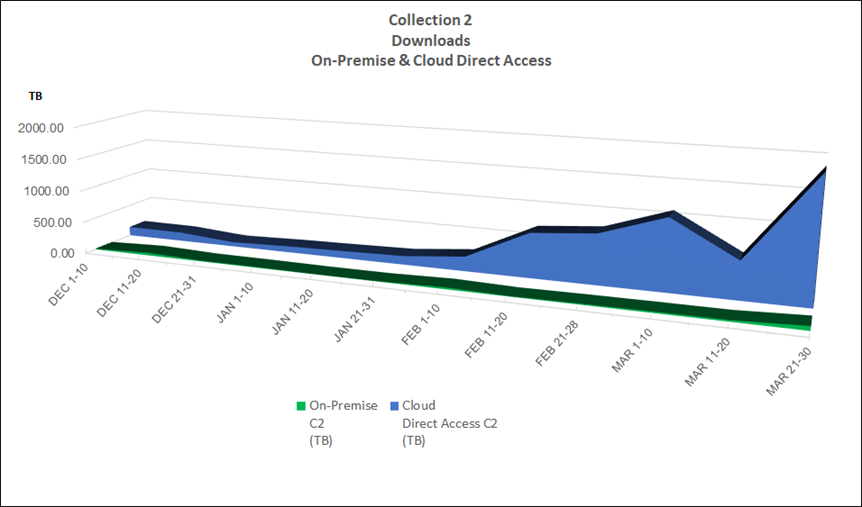 Collection 2
Downloads
On-Premise & Cloud Direct Access
TB
2000.00
1500.00
1000.00
500.00
0.00
DEC 1-10
DEC 11-20
DEC 21-31
JAN 1-10
JAN 11-20
JAN 21-31
FEB 1-10
FEB 11-20
FEB 21-28
MAR 1-10
MAR 11-20
MAR 21-30
On-Premise
C2
(TB)
Cloud
Direct Access C2
(TB)